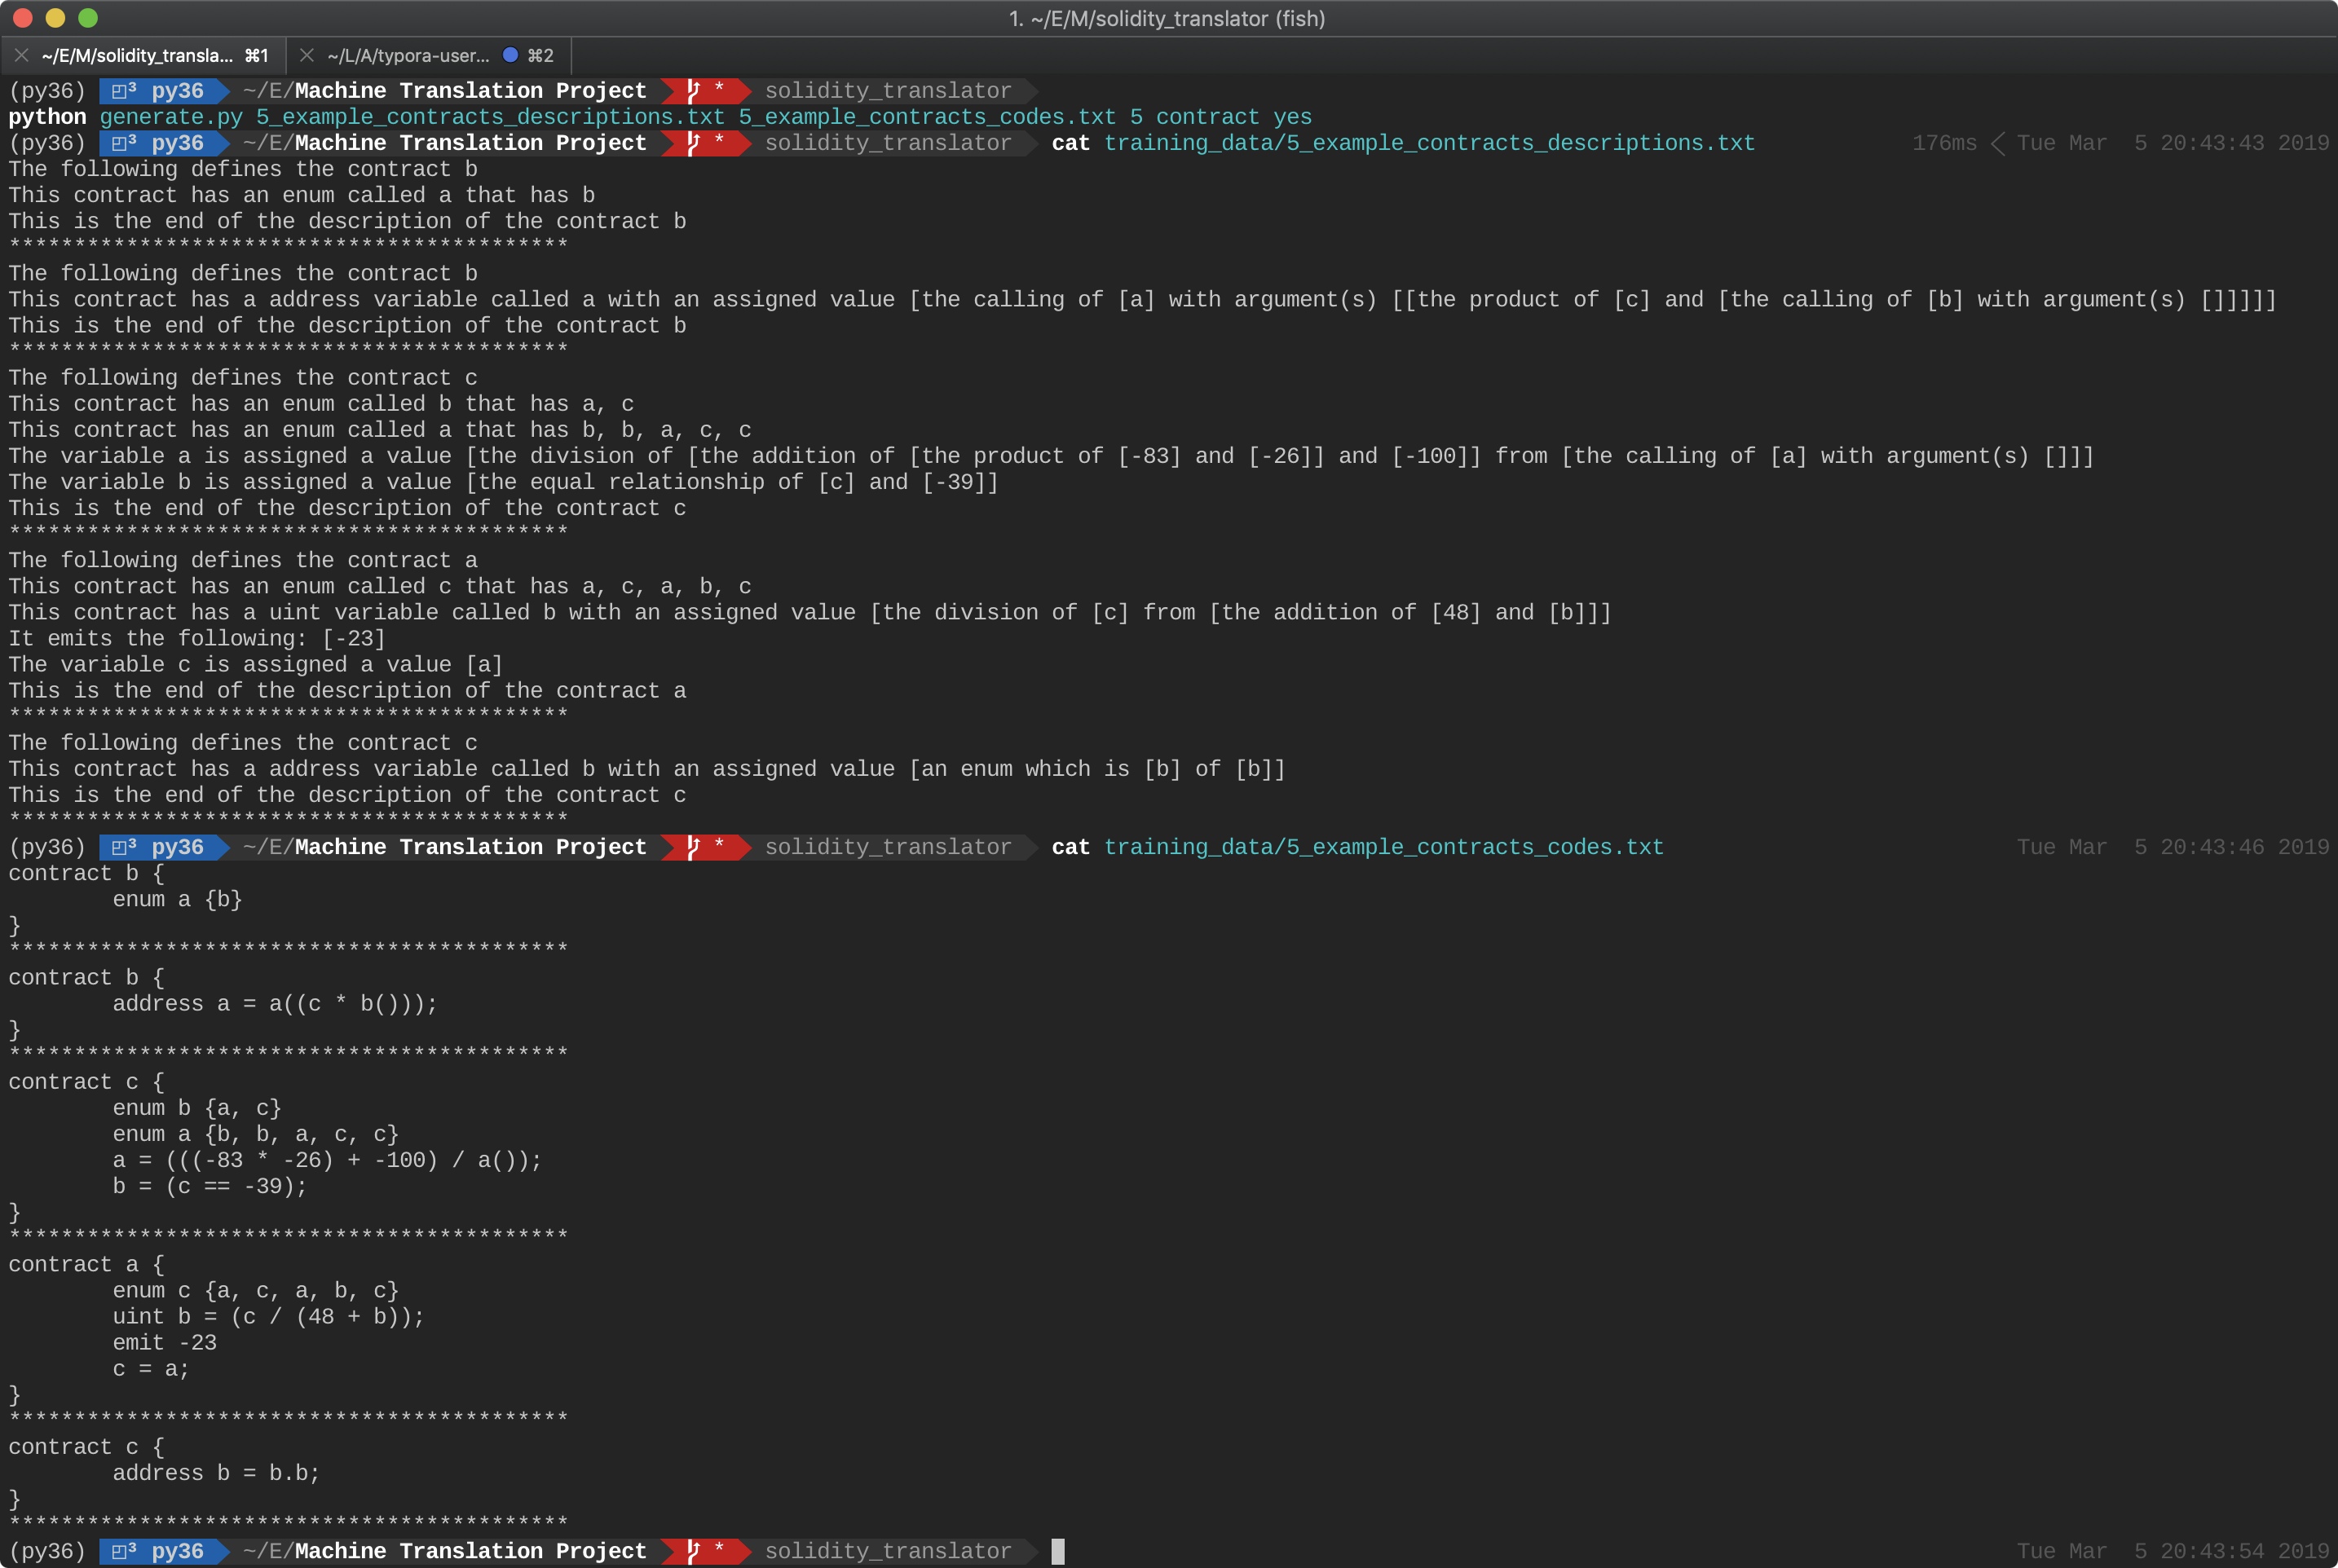 1. ~/E/M/solidity_translator (fish)
~/E/M/solidity_transla... ⌘1 ~/L/A/typora-user... ⌘2
(py36) py36 ~/E/Machine Translation Project * solidity_translator
python generate.py 5_example_contracts_descriptions.txt 5_example_contracts_codes.txt 5 contract yes
(py36) py36 ~/E/Machine Translation Project * solidity_translator cat training_data/5_example_contracts_descriptions.txt 176ms Tue Mar  5 20:43:43 2019
The following defines the contract b
This contract has an enum called a that has b
This is the end of the description of the contract b
*******************************************
The following defines the contract b
This contract has a address variable called a with an assigned value [the calling of [a] with argument(s) [[the product of [c] and [the calling of [b] with argument(s) []]]]]
This is the end of the description of the contract b
*******************************************
The following defines the contract c
This contract has an enum called b that has a, c
This contract has an enum called a that has b, b, a, c, c
The variable a is assigned a value [the division of [the addition of [the product of [-83] and [-26]] and [-100]] from [the calling of [a] with argument(s) []]]
The variable b is assigned a value [the equal relationship of [c] and [-39]]
This is the end of the description of the contract c
*******************************************
The following defines the contract a
This contract has an enum called c that has a, c, a, b, c
This contract has a uint variable called b with an assigned value [the division of [c] from [the addition of [48] and [b]]]
It emits the following: [-23]
The variable c is assigned a value [a]
This is the end of the description of the contract a
*******************************************
The following defines the contract c
This contract has a address variable called b with an assigned value [an enum which is [b] of [b]]
This is the end of the description of the contract c
*******************************************
(py36) py36 ~/E/Machine Translation Project * solidity_translator cat training_data/5_example_contracts_codes.txt Tue Mar  5 20:43:46 2019
contract b {
        enum a {b}
}
*******************************************
contract b {
        address a = a((c * b()));
}
*******************************************
contract c {
        enum b {a, c}
        enum a {b, b, a, c, c}
        a = (((-83 * -26) + -100) / a());
        b = (c == -39);
}
*******************************************
contract a {
        enum c {a, c, a, b, c}
        uint b = (c / (48 + b));
        emit -23
        c = a;
}
*******************************************
contract c {
        address b = b.b;
}
*******************************************
(py36) py36 ~/E/Machine Translation Project * solidity_translator Tue Mar  5 20:43:54 2019